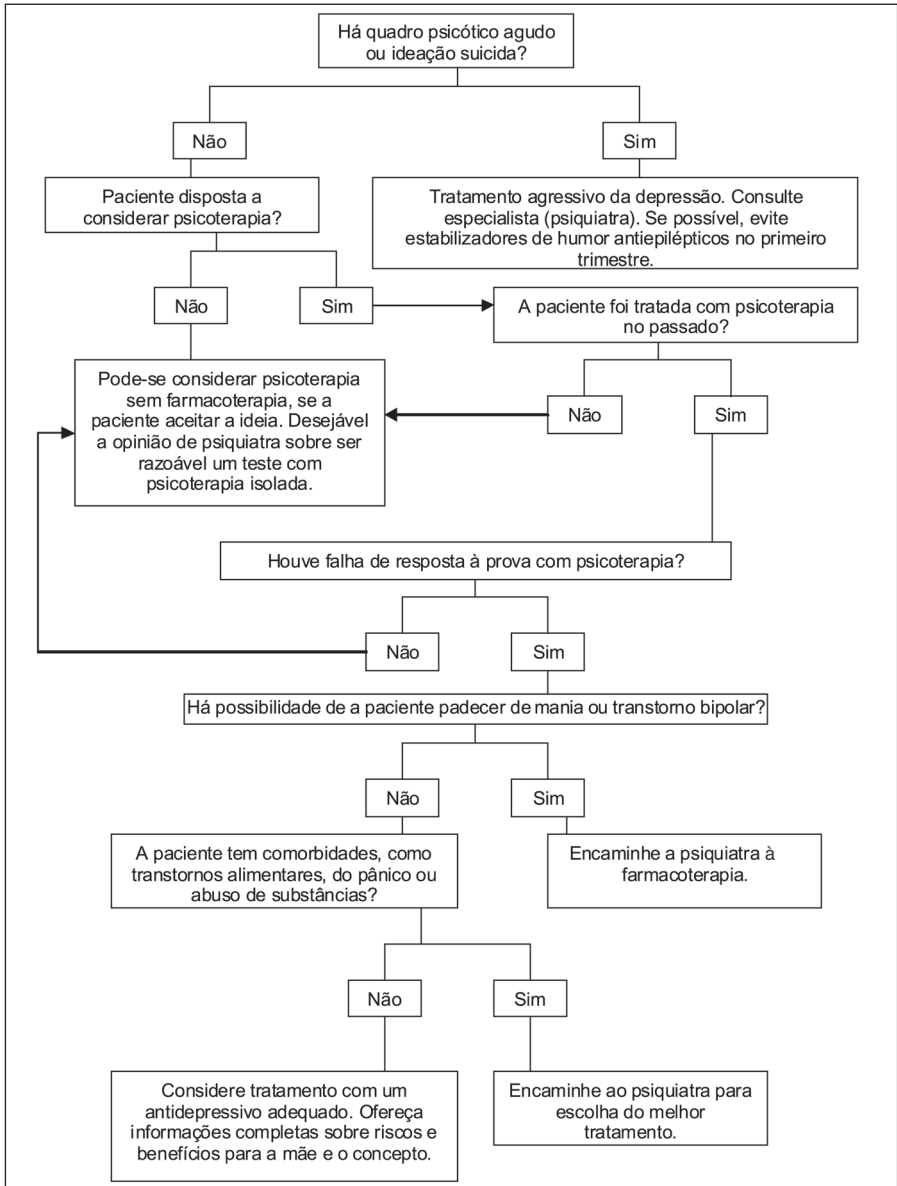 Há quadro psicótico agudo
ou ideação suicida?
Não
Sim
Paciente disposta a
considerar psicoterapia?
Tratamento agressivo da depressão. Consulte
especialista (psiquiatra). Se possível, evite
estabilizadores de humor antiepilépticos no primeiro
trimestre.
Não
Sim
A paciente foi tratada com psicoterapia
no passado?
Pode-se considerar psicoterapia
sem farmacoterapia, se a
paciente aceitar a ideia. Desejável
a opinião de psiquiatra sobre ser
razoável um teste com
psicoterapia isolada.
Não
Sim
Houve falha de resposta à prova com psicoterapia?
Não
Sim
Há possibilidade de a paciente padecer de mania ou transtorno bipolar?
Não
Sim
A paciente tem comorbidades, como
transtornos alimentares, do pânico ou
abuso de substâncias?
Encaminhe a psiquiatra à
farmacoterapia.
Não
Sim
Considere tratamento com um
antidepressivo adequado. Ofereça
informações completas sobre riscos e
benefícios para a mãe e o concepto.
Encaminhe ao psiquiatra para
escolha do melhor
tratamento.